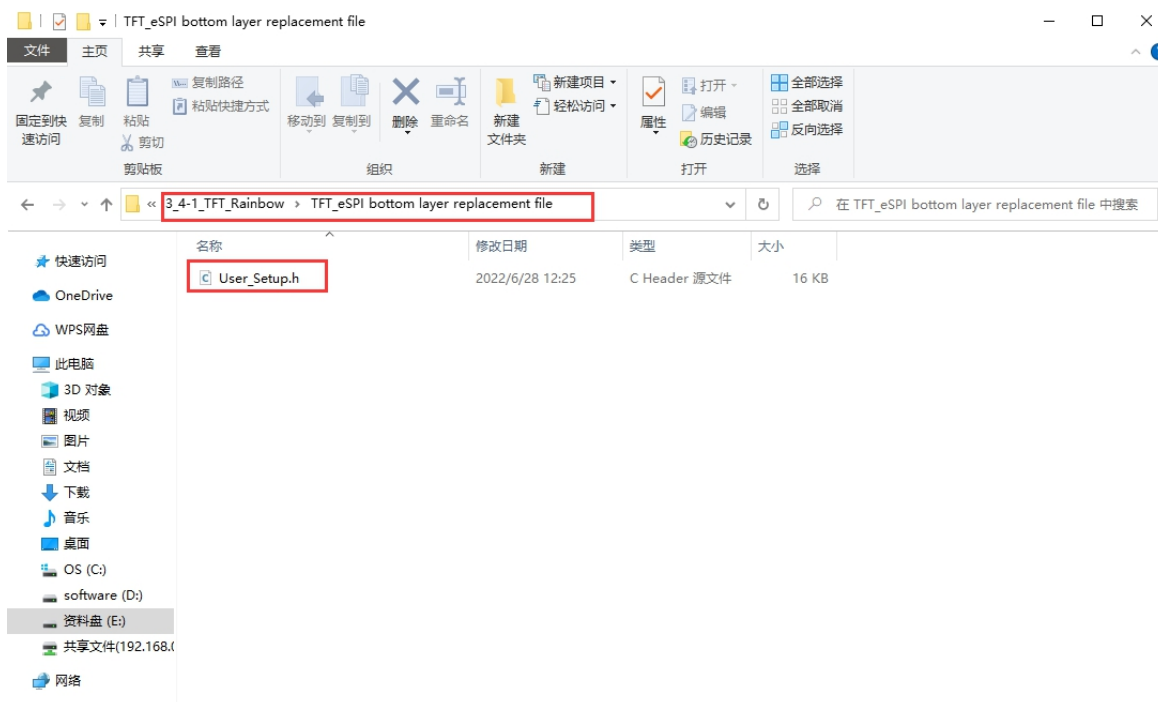 TFT_eSPI bottom layer replacement file
文件 主页 共享 查看
固定到快速访问
复制
粘贴
复制路径
粘贴快捷方式
剪切
剪贴板
移动到 复制到 删除 重命名
组织
新建文件夹
新建项目
轻松访问
新建
属性
打开
编辑
历史记录
打开
全部选择
全部取消
反向选择
选择
« 3_4-1_TFT_Rainbow › TFT_eSPI bottom layer replacement file
在 TFT_eSPI bottom layer replacement file 中搜索
名称 修改日期 类型 大小
User_Setup.h 2022/6/28 12:25 C Header 源文件 16 KB
快速访问
OneDrive
WPS网盘
此电脑
3D 对象
视频
图片
文档
下载
音乐
桌面
OS (C:)
software (D:)
资料盘 (E:)
共享文件(192.168.
网络